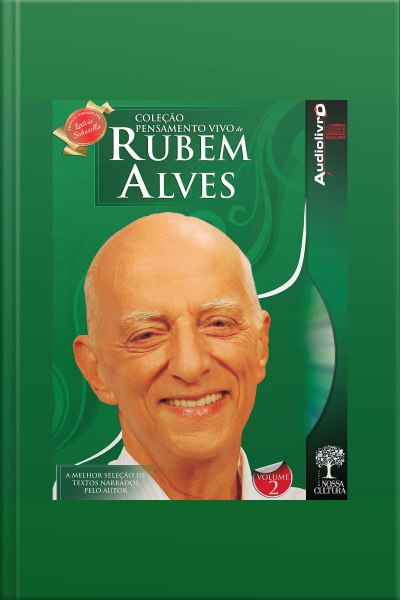 COLEÇÃO
PENSAMENTO VIVO de
RUBEM
ALVES
Audiolivro
A MELHOR SELEÇÃO DE
TEXTOS NARRADOS
PELO AUTOR
VOLUME
2
NOSSA
CULTURA